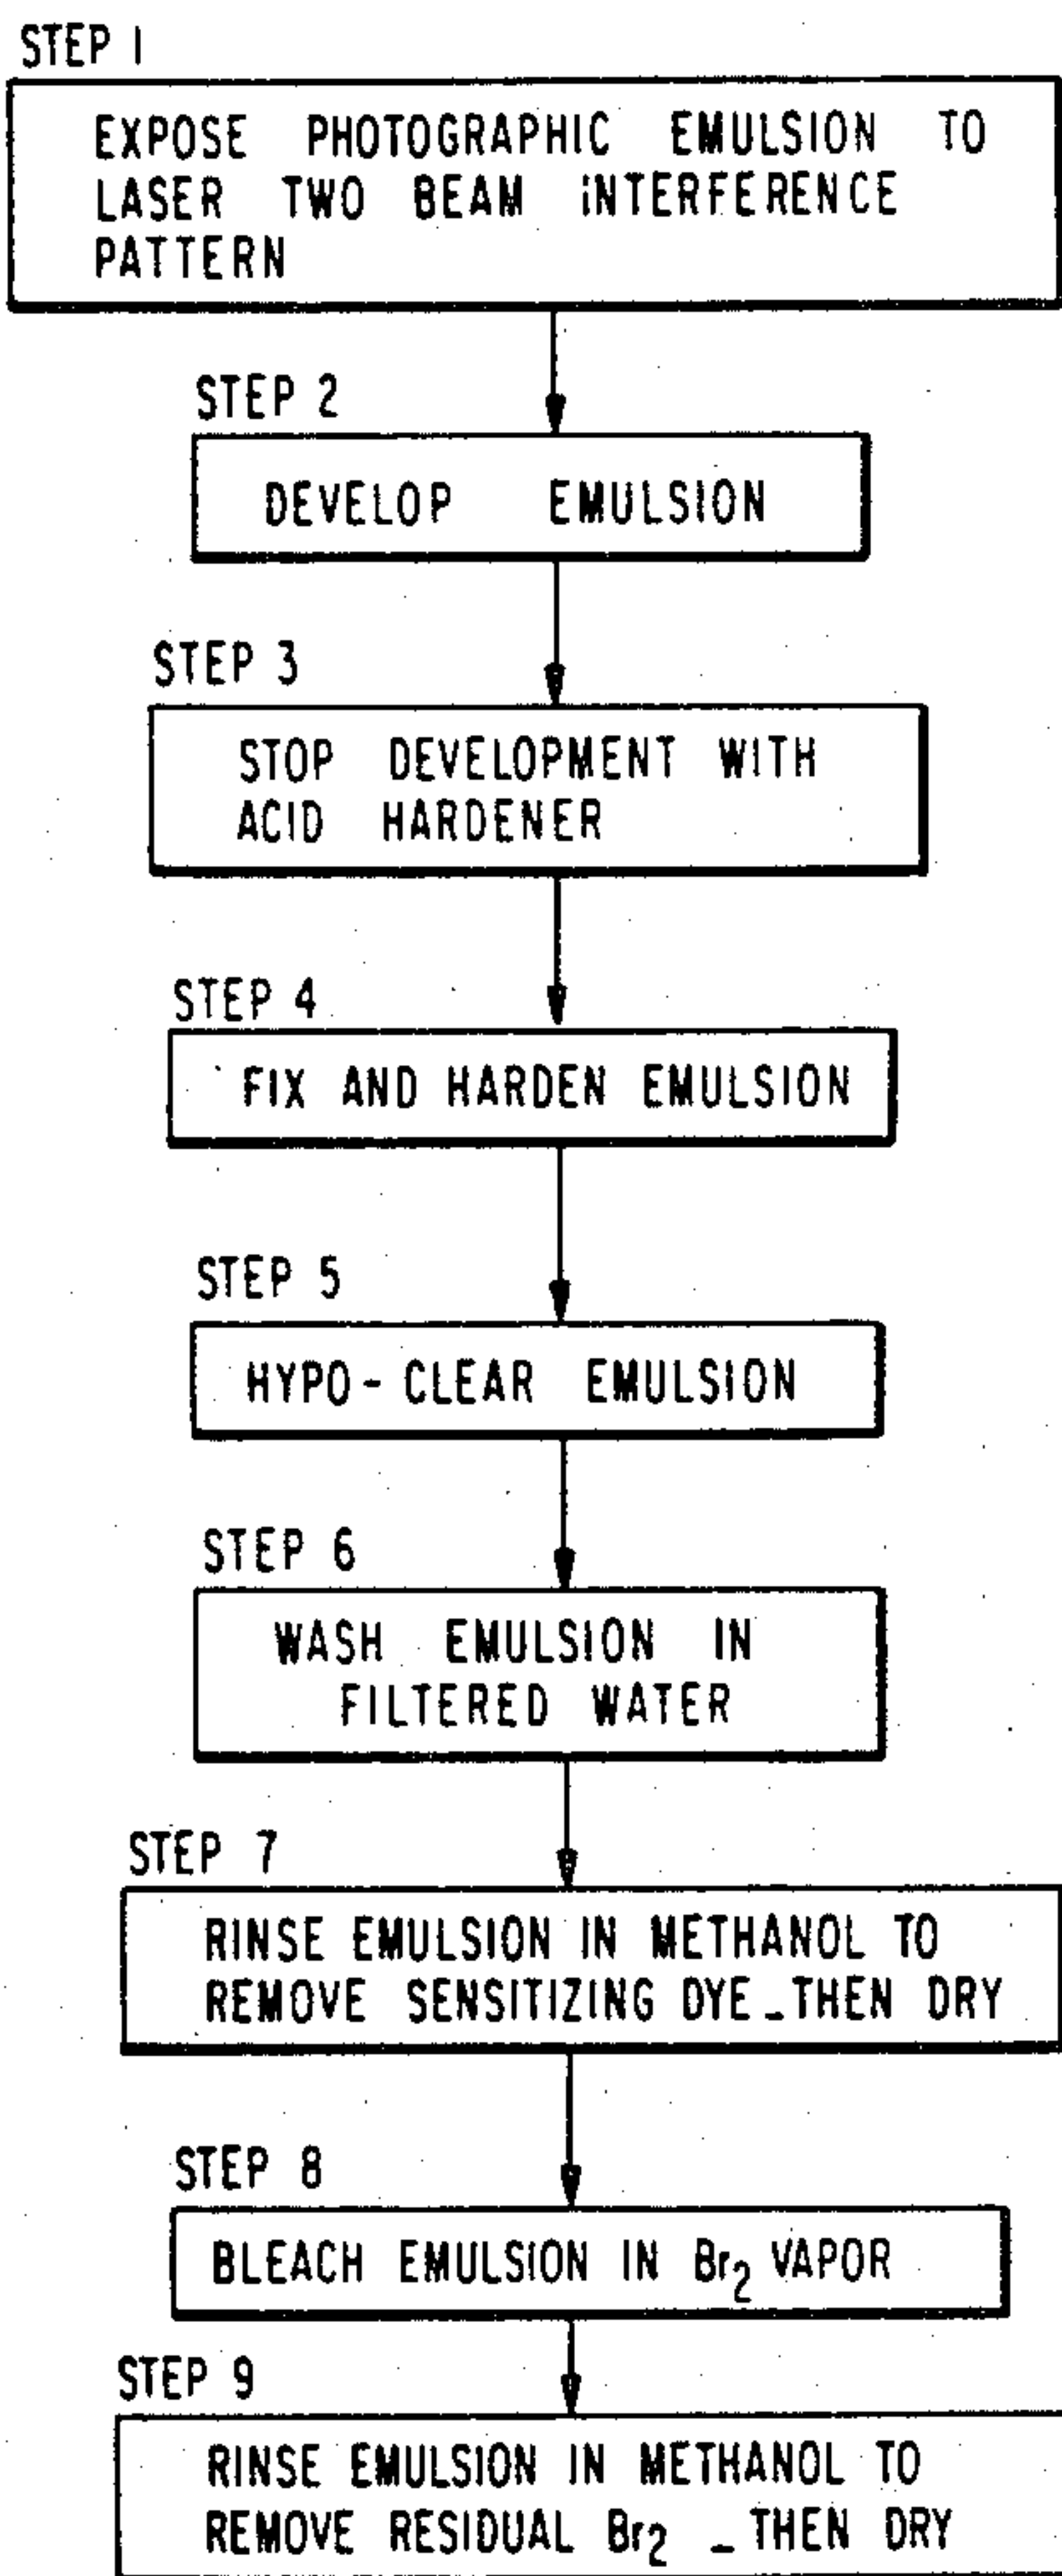 STEP 1
EXPOSE PHOTOGRAPHIC EMULSION TO
LASER TWO BEAM INTERFERENCE
PATTERN
STEP 2
DEVELOP EMULSION
STEP 3
STOP DEVELOPMENT WITH
ACID HARDENER
STEP 4
FIX AND HARDEN EMULSION
STEP 5
HYPO-CLEAR EMULSION
STEP 6
WASH EMULSION IN
FILTERED WATER
STEP 7
RINSE EMULSION IN METHANOL TO
REMOVE SENSITIZING DYE_THEN DRY
STEP 8
BLEACH EMULSION IN Br₂ VAPOR
STEP 9
RINSE EMULSION IN METHANOL TO
REMOVE RESIDUAL Br₂ _ THEN DRY